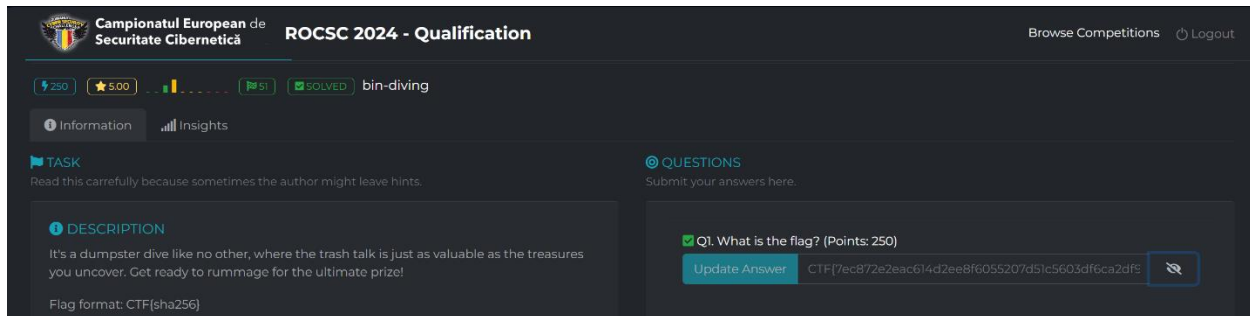 Campionatul European de
Securitate Cibernetică
ROCSC 2024 - Qualification
Browse Competitions Logout
250 5.00 51 SOLVED bin-diving
Information Insights
TASK
Read this carrefully because sometimes the author might leave hints.
DESCRIPTION
It's a dumpster dive like no other, where the trash talk is just as valuable as the treasures
you uncover. Get ready to rummage for the ultimate prize!
Flag format: CTF{sha256}
QUESTIONS
Submit your answers here.
Q1. What is the flag? (Points: 250)
Update Answer CTF{7ec872e2eac614d2ee8f6055207d51c5603df6ca2df9